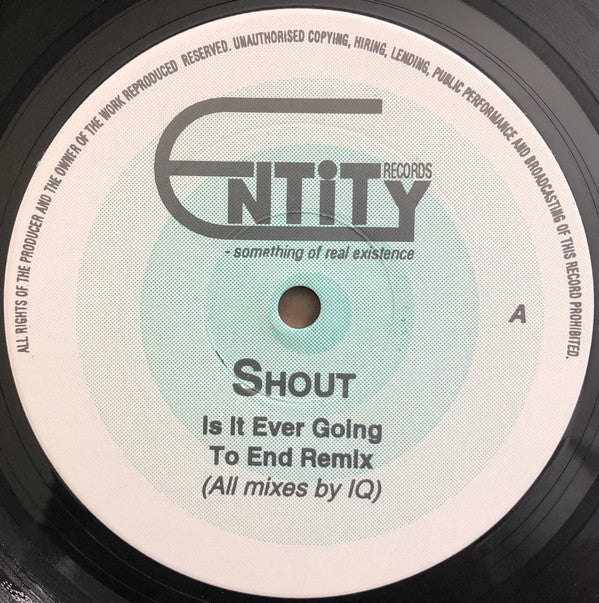 ALL RIGHTS OF THE PRODUCER AND THE OWNER OF THE WORK REPRODUCED RESERVED. UNAUTHORISED COPYING, HIRING, LENDING, PUBLIC PERFORMANCE AND BROADCASTING OF THIS RECORD PROHIBITED.
ENTiTY
RECORDS
- something of real existence
A
SHOUT
Is It Ever Going
To End Remix
(All mixes by IQ)